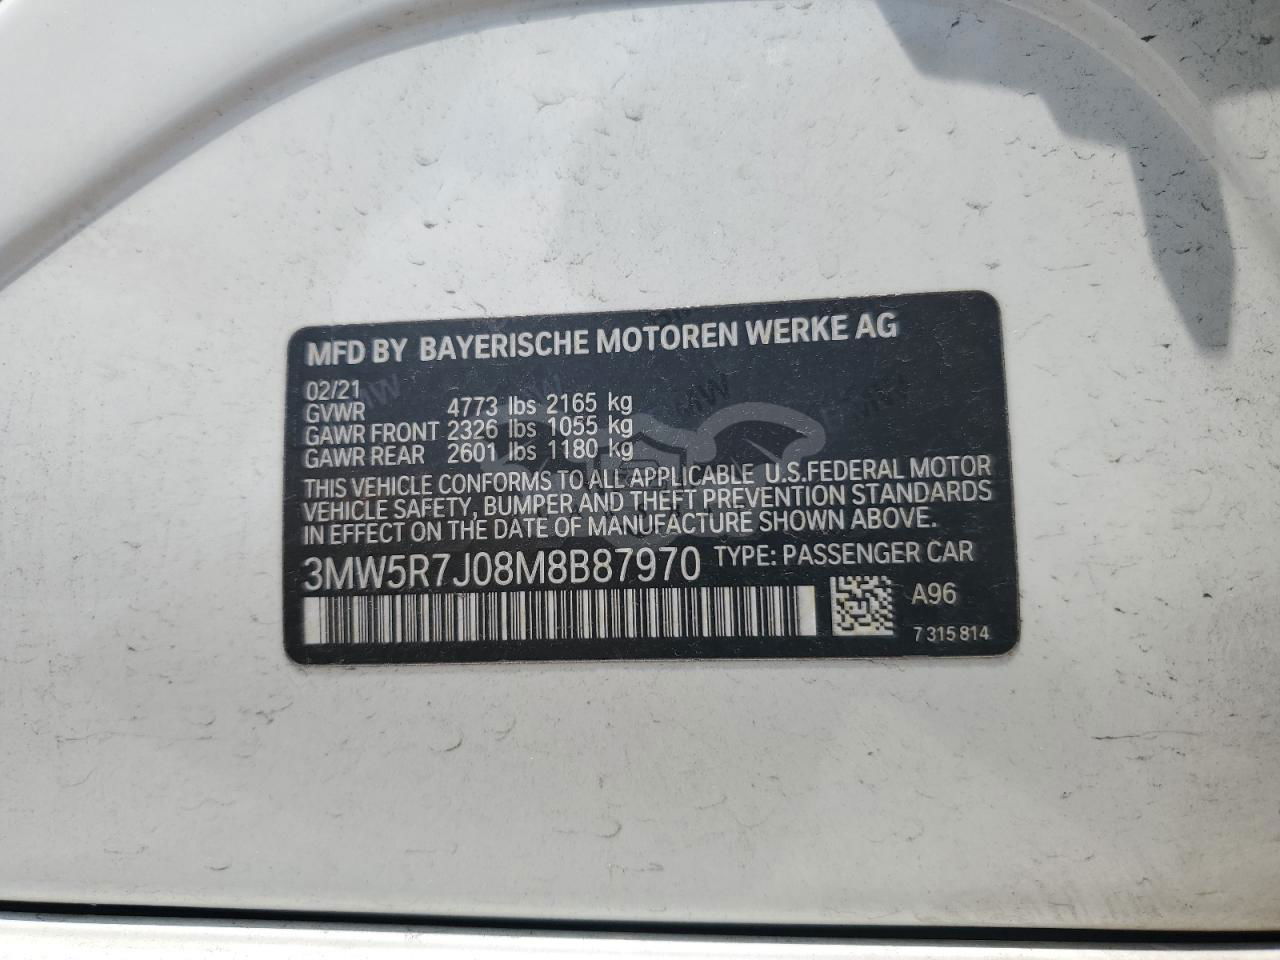 MFD BY BAYERISCHE MOTOREN WERKE AG
02/21
GVWR 4773 lbs 2165 kg
GAWR FRONT 2326 lbs 1055 kg
GAWR REAR 2601 lbs 1180 kg
THIS VEHICLE CONFORMS TO ALL APPLICABLE U.S.FEDERAL MOTOR
VEHICLE SAFETY, BUMPER AND THEFT PREVENTION STANDARDS
IN EFFECT ON THE DATE OF MANUFACTURE SHOWN ABOVE.
3MW5R7J08M8B87970 TYPE: PASSENGER CAR
A96
7 315 814